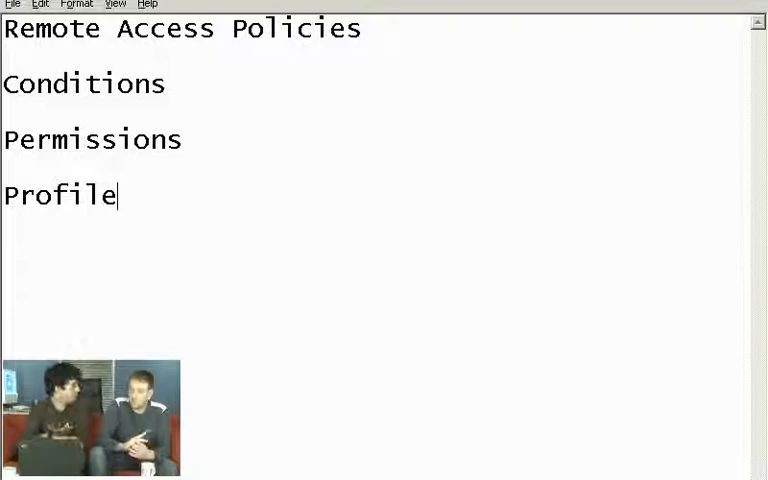 File Edit Format View Help
Remote Access Policies
Conditions
Permissions
Profile